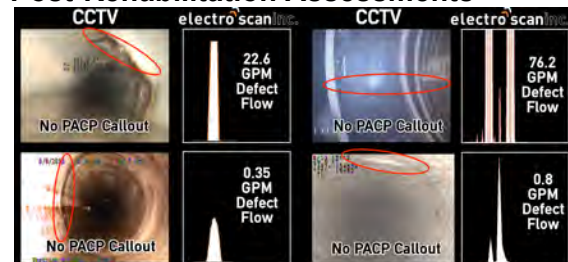 Post-Rehabilitation Assessments
CCTV
electro scan inc.
CCTV
electro scan inc.
22.6
GPM
Defect
Flow
No PACP Callout
76.2
GPM
Defect
Flow
No PACP Callout
0.35
GPM
Defect
Flow
No PACP Callout
0.8
GPM
Defect
Flow
No PACP Callout